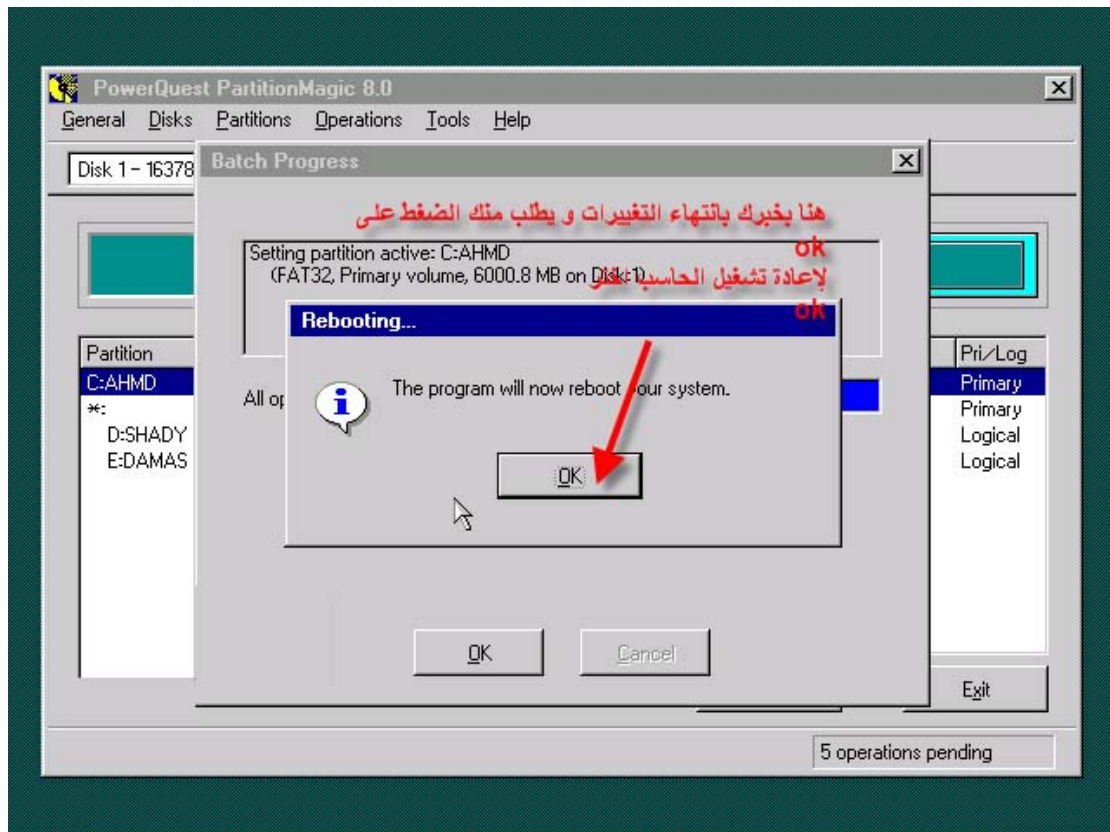 PowerQuest PartitionMagic 8.0
General Disks Partitions Operations Tools Help
Disk 1 - 16378
Batch Progress
هنا يخبرك بانتهاء التغييرات و يطلب منك الضغط على
ok
لإعادة تشغيل الحاسب انقر
ok
Setting partition active: C:AHMD
(FAT32, Primary volume, 6000.8 MB on Disk:1)
Rebooting...
The program will now reboot your system.
OK
All op
Partition Pri/Log
C:AHMD Primary
*: Primary
D:SHADY Logical
E:DAMAS Logical
OK Cancel
Exit
5 operations pending